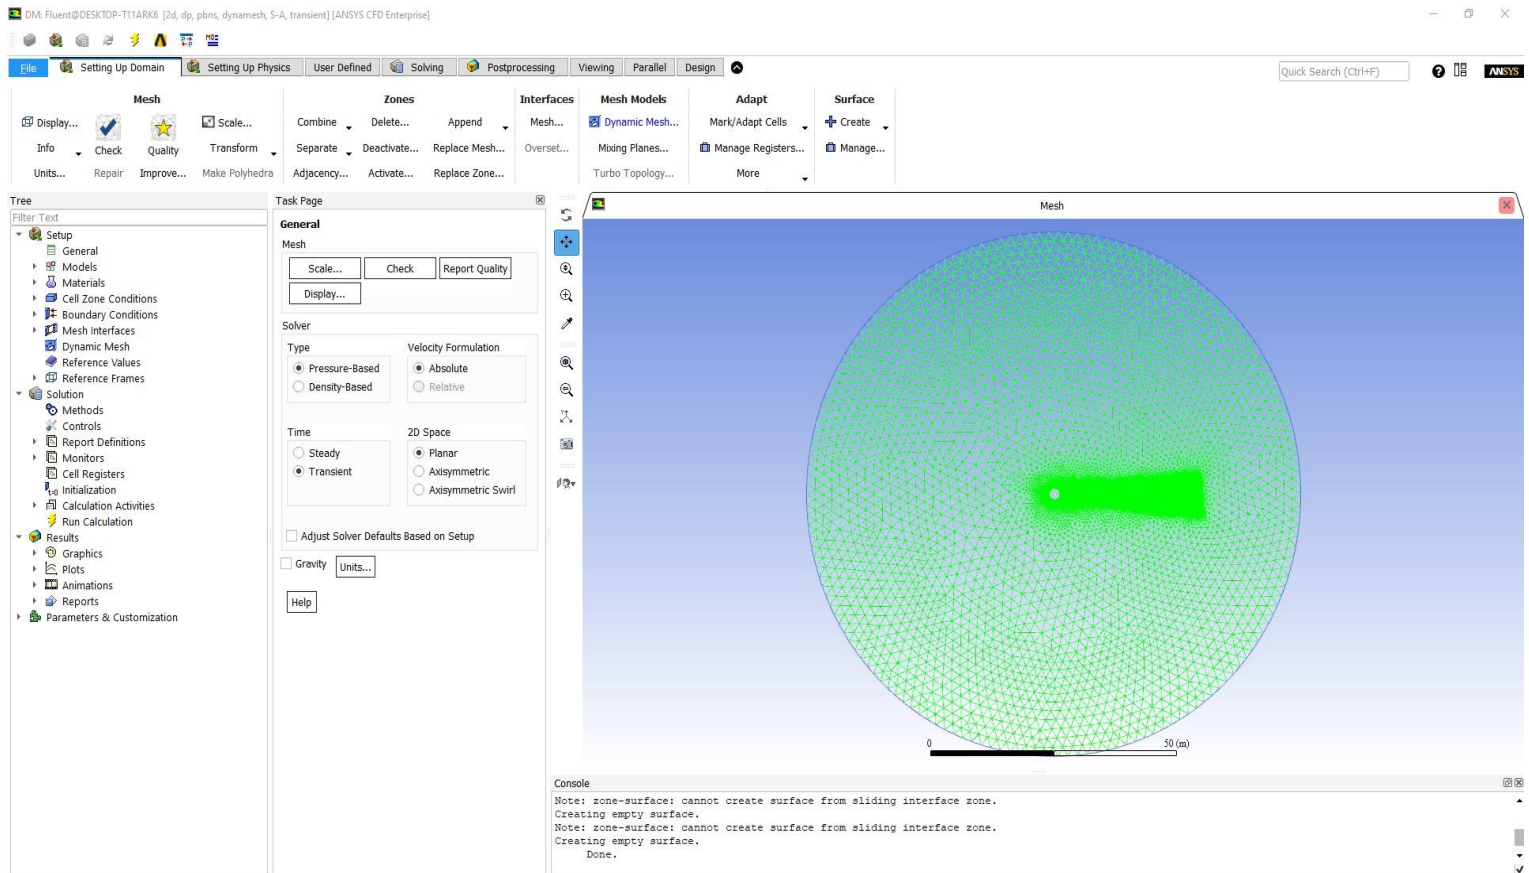 DM: Fluent@DESKTOP-T11ARK6 [2d, dp, pbns, dynamesh, S-A, transient] [ANSYS CFD Enterprise]
File Setting Up Domain Setting Up Physics User Defined Solving Postprocessing Viewing Parallel Design Quick Search (Ctrl+F) ANSYS
Mesh Zones Interfaces Mesh Models Adapt Surface
Display... Scale... Combine Delete... Append Mesh... Dynamic Mesh... Mark/Adapt Cells Create
Info Check Quality Transform Separate Deactivate... Replace Mesh... Overset... Mixing Planes... Manage Registers... Manage...
Units... Repair Improve... Make Polyhedra Adjacency... Activate... Replace Zone... Turbo Topology... More
Tree
Filter Text
Setup
General
Models
Materials
Cell Zone Conditions
Boundary Conditions
Mesh Interfaces
Dynamic Mesh
Reference Values
Reference Frames
Solution
Methods
Controls
Report Definitions
Monitors
Cell Registers
Initialization
Calculation Activities
Run Calculation
Results
Graphics
Plots
Animations
Reports
Parameters & Customization
Task Page
General
Mesh
Scale... Check Report Quality
Display...
Solver
Type Velocity Formulation
Pressure-Based Absolute
Density-Based Relative
Time 2D Space
Steady Planar
Transient Axisymmetric
Axisymmetric Swirl
Adjust Solver Defaults Based on Setup
Gravity Units...
Help
Mesh
0 50 (m)
Console
Note: zone-surface: cannot create surface from sliding interface zone.
Creating empty surface.
Note: zone-surface: cannot create surface from sliding interface zone.
Creating empty surface.
Done.